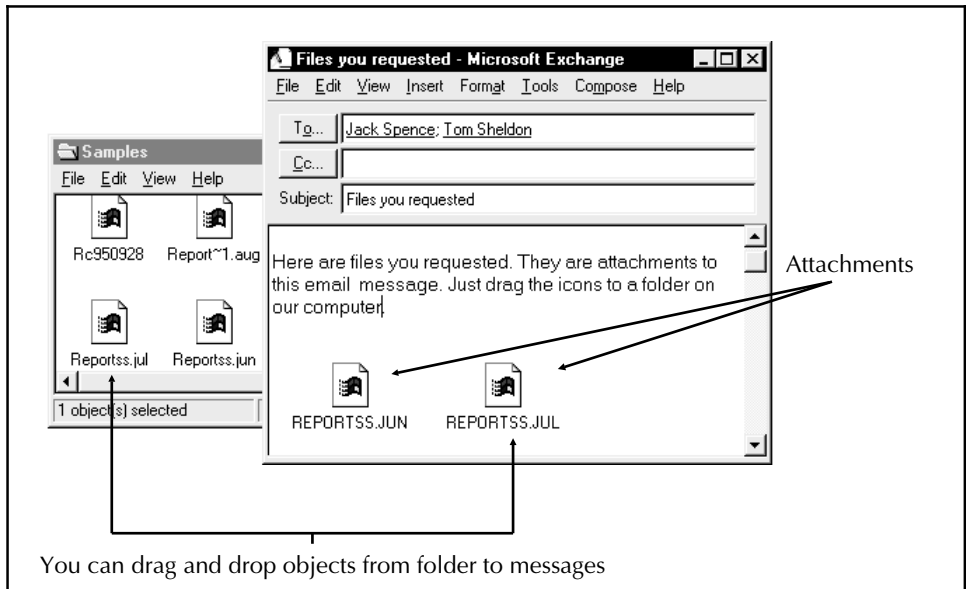 Files you requested - Microsoft Exchange
File Edit View Insert Format Tools Compose Help
To... Jack Spence; Tom Sheldon
Cc...
Subject: Files you requested
Here are files you requested. They are attachments to
this email message. Just drag the icons to a folder on
our computer.
REPORTSS.JUN REPORTSS.JUL
Samples
File Edit View Help
Rc950928 Report~1.aug
Reportss.jul Reportss.jun
1 object(s) selected
Attachments
You can drag and drop objects from folder to messages